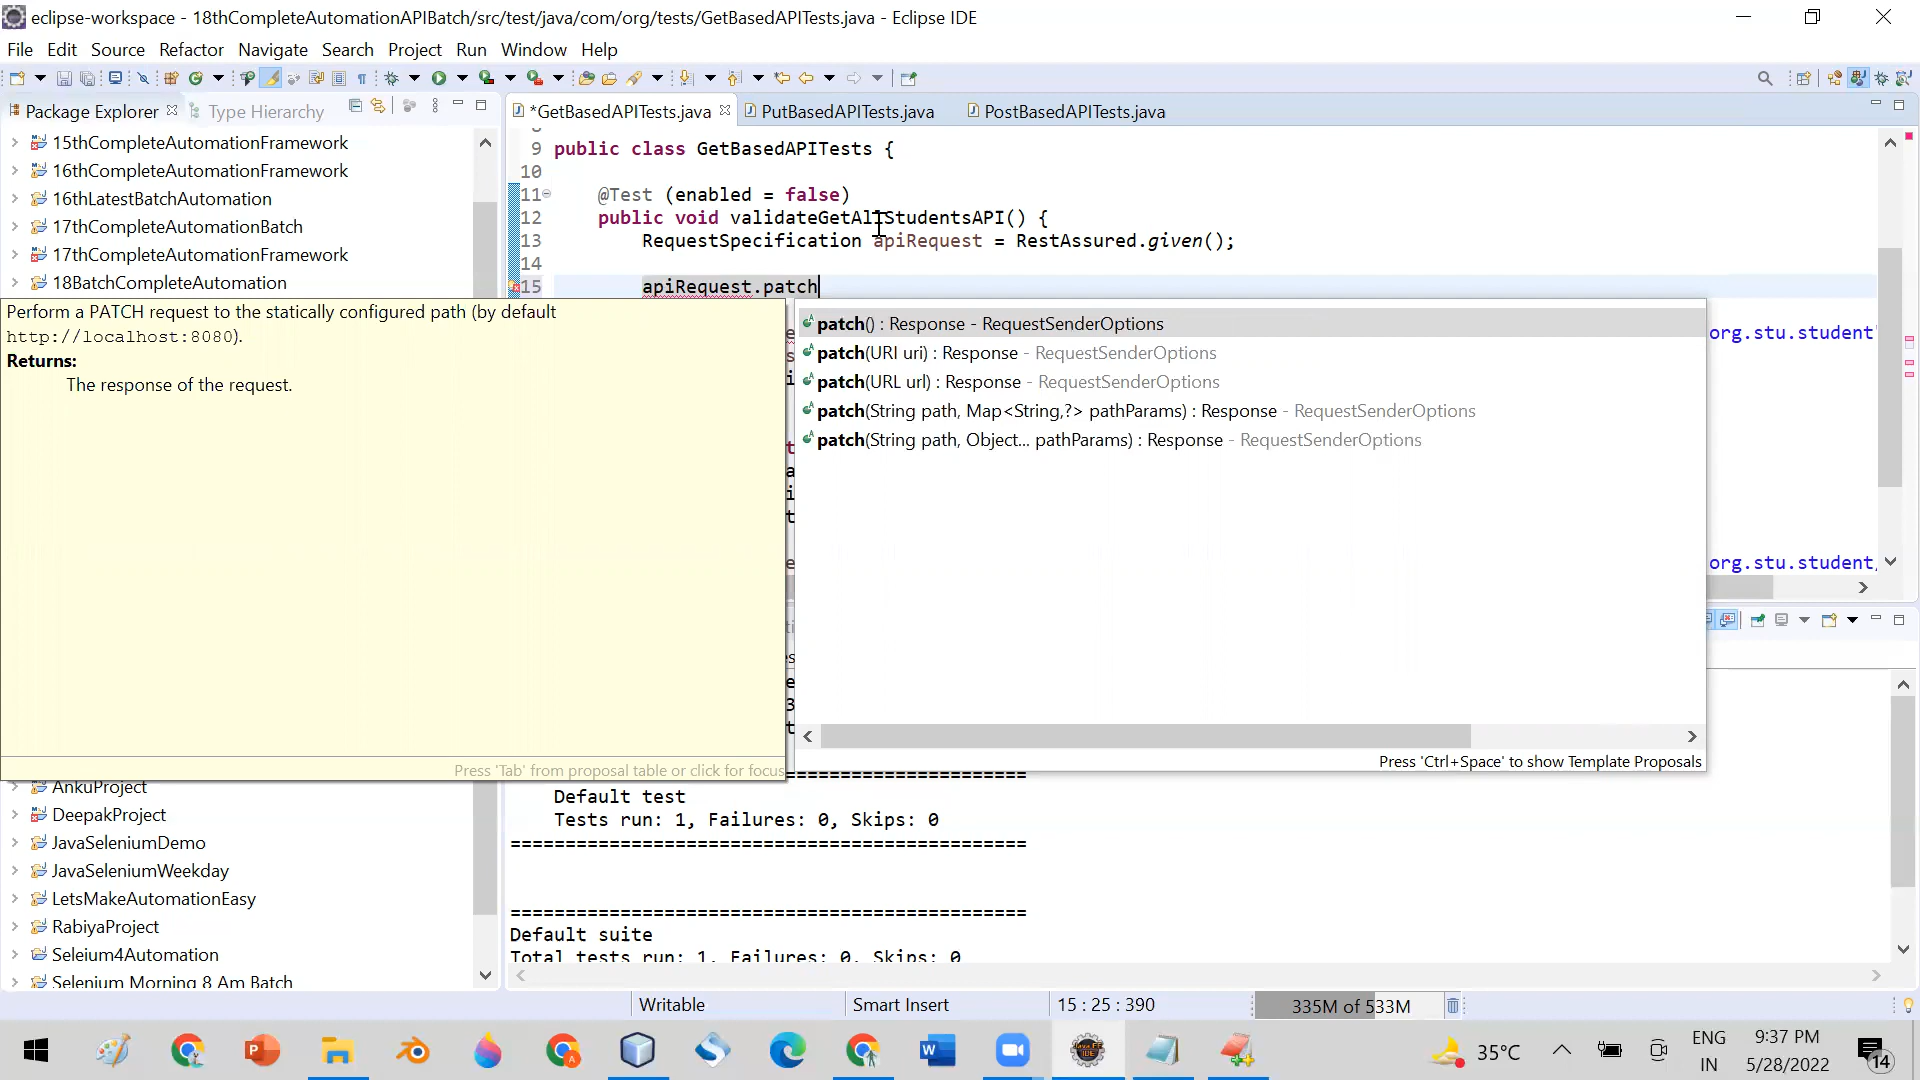 eclipse-workspace - 18thCompleteAutomationAPIBatch/src/test/java/com/org/tests/GetBasedAPITests.java - Eclipse IDE
File Edit Source Refactor Navigate Search Project Run Window Help
Package Explorer Type Hierarchy
*GetBasedAPITests.java PutBasedAPITests.java PostBasedAPITests.java
15thCompleteAutomationFramework
16thCompleteAutomationFramework
16thLatestBatchAutomation
17thCompleteAutomationBatch
17thCompleteAutomationFramework
18BatchCompleteAutomation
9 public class GetBasedAPITests {
10
11 @Test (enabled = false)
12 public void validateGetAllStudentsAPI() {
13 RequestSpecification apiRequest = RestAssured.given();
14
15 apiRequest.patch
Perform a PATCH request to the statically configured path (by default
http://localhost:8080).
Returns:
The response of the request.
Press 'Tab' from proposal table or click for focus
patch() : Response - RequestSenderOptions
patch(URI uri) : Response - RequestSenderOptions
patch(URL url) : Response - RequestSenderOptions
patch(String path, Map<String,?> pathParams) : Response - RequestSenderOptions
patch(String path, Object... pathParams) : Response - RequestSenderOptions
Press 'Ctrl+Space' to show Template Proposals
org.stu.student
org.stu.student,
AnkuProject
DeepakProject
JavaSeleniumDemo
JavaSeleniumWeekday
LetsMakeAutomationEasy
RabiyaProject
Seleium4Automation
Selenium Morning 8 Am Batch
Default test
Tests run: 1, Failures: 0, Skips: 0
===============================================
===============================================
Default suite
Total tests run: 1, Failures: 0, Skips: 0
Writable Smart Insert 15 : 25 : 390 335M of 533M
35°C ENG IN 9:37 PM 5/28/2022 14